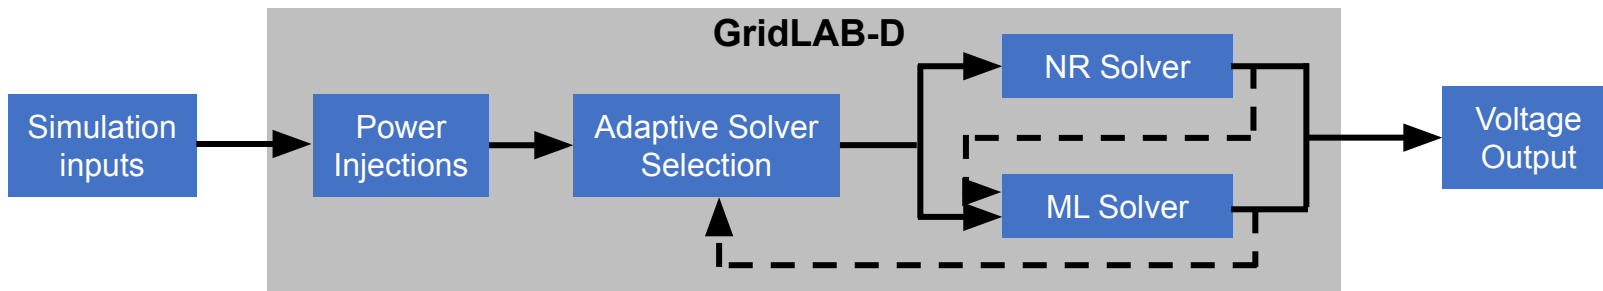 GridLAB-D
Simulation
inputs
Power
Injections
Adaptive Solver
Selection
NR Solver
ML Solver
Voltage
Output